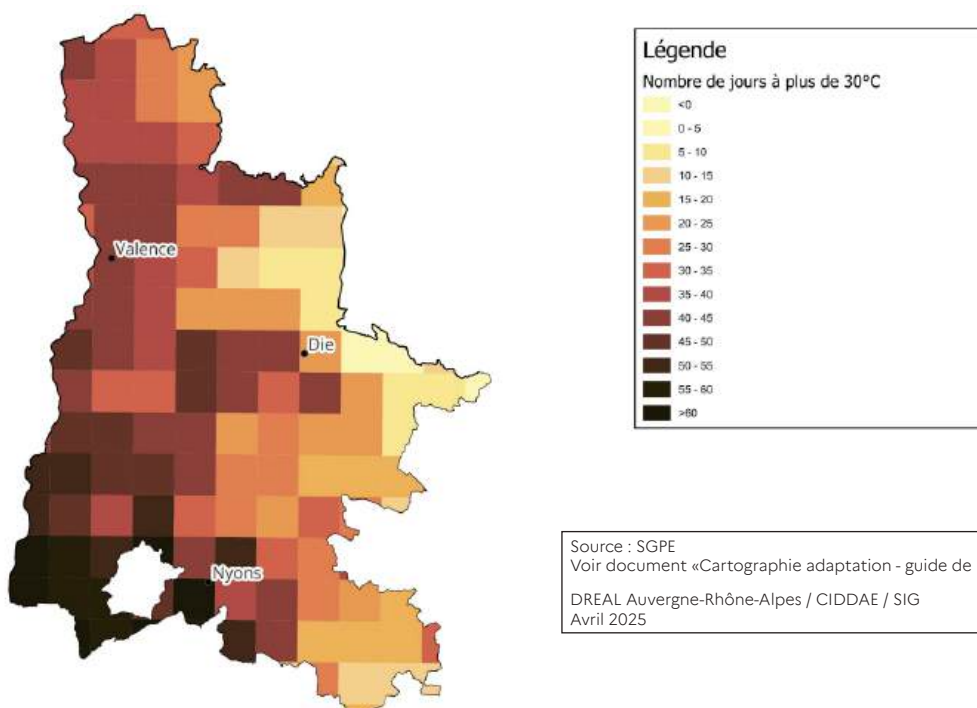 Valence
Die
Nyons
Légende
Nombre de jours à plus de 30°C
<0
0 - 5
5 - 10
10 - 15
15 - 20
20 - 25
25 - 30
30 - 35
35 - 40
40 - 45
45 - 50
50 - 55
55 - 60
>60
Source : SGPE
Voir document «Cartographie adaptation - guide de
DREAL Auvergne-Rhône-Alpes / CIDDAE / SIG
Avril 2025